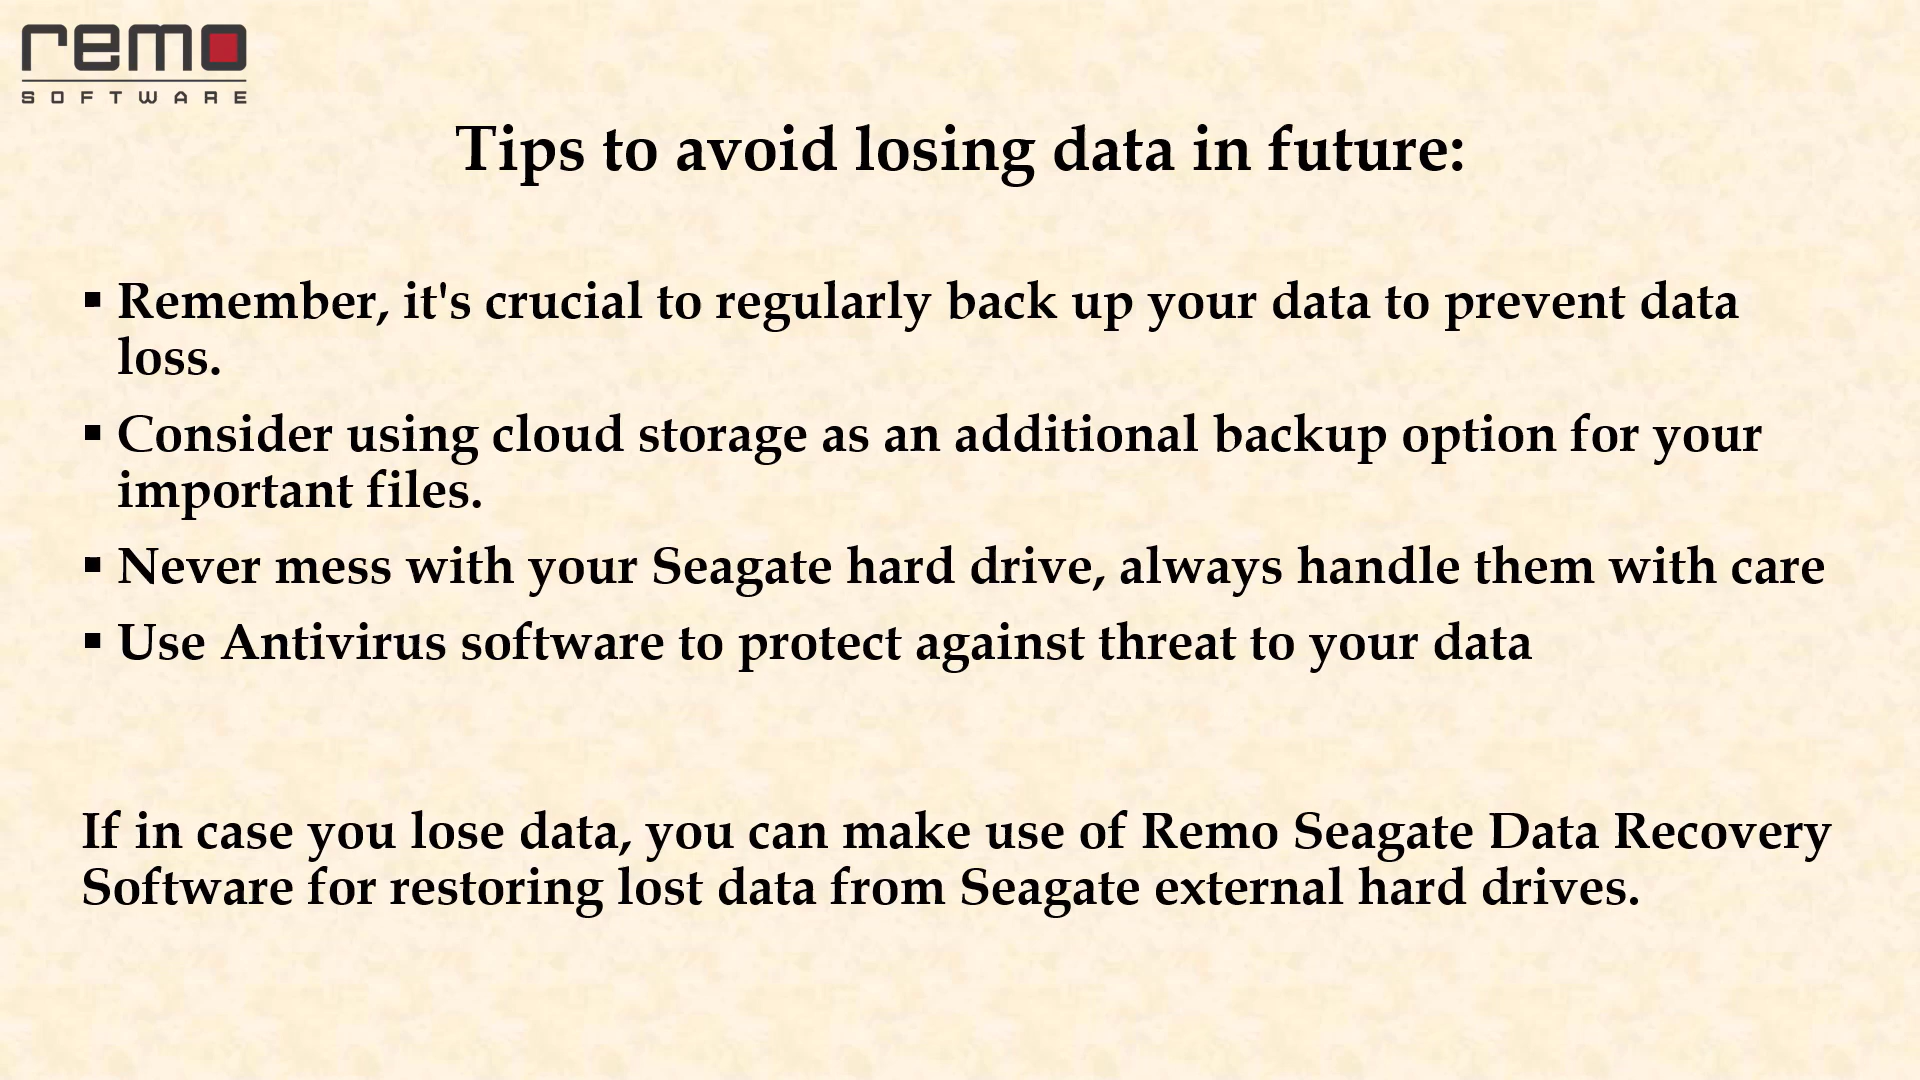 remo
SOFTWARE
Tips to avoid losing data in future:
▪ Remember, it's crucial to regularly back up your data to prevent data
loss.
▪ Consider using cloud storage as an additional backup option for your
important files.
▪ Never mess with your Seagate hard drive, always handle them with care
▪ Use Antivirus software to protect against threat to your data
If in case you lose data, you can make use of Remo Seagate Data Recovery
Software for restoring lost data from Seagate external hard drives.